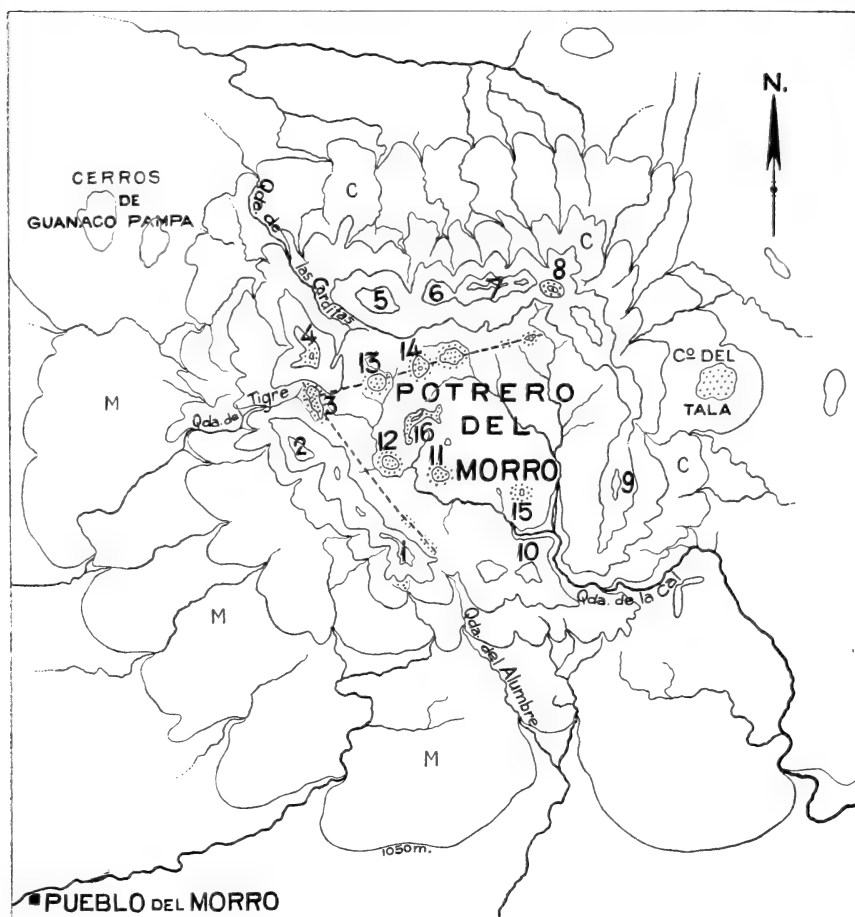 N.
CERROS
DE
GUANACO PAMPA
C
Qda. de
las Carditas
C
8
7
6
5
4
14
13
Cº DEL
TALA
M
Qda. de Tigre
3
POTRERO
DEL
MORRO
16
12
11
2
9
C
15
10
1
Qda. de la Ca
M
Qda. del Alumbre
M
1050 m.
PUEBLO DEL MORRO